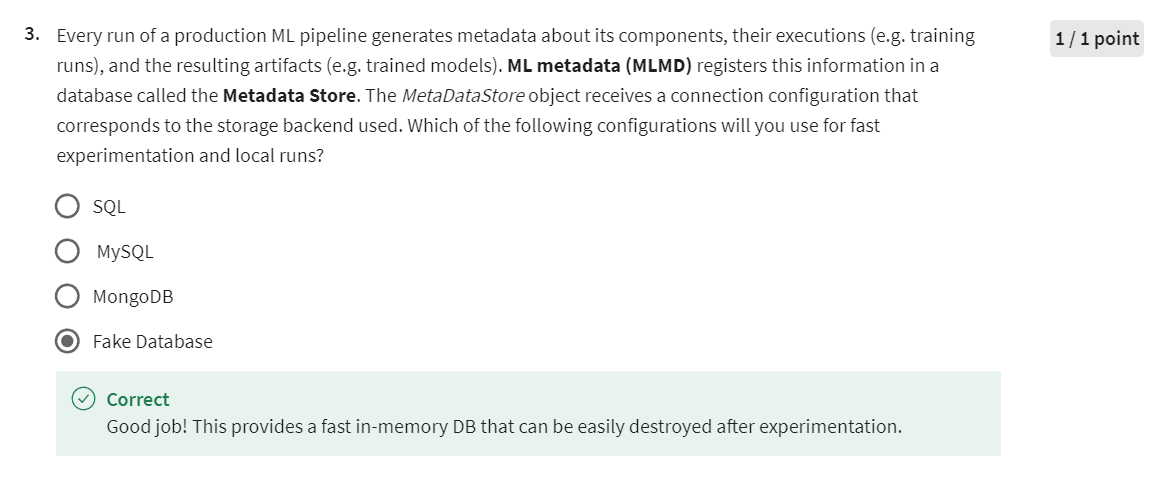 3. Every run of a production ML pipeline generates metadata about its components, their executions (e.g. training
1 / 1 point
runs), and the resulting artifacts (e.g. trained models). ML metadata (MLMD) registers this information in a
database called the Metadata Store. The MetaDataStore object receives a connection configuration that
corresponds to the storage backend used. Which of the following configurations will you use for fast
experimentation and local runs?
SQL
MySQL
MongoDB
Fake Database
Correct
Good job! This provides a fast in-memory DB that can be easily destroyed after experimentation.